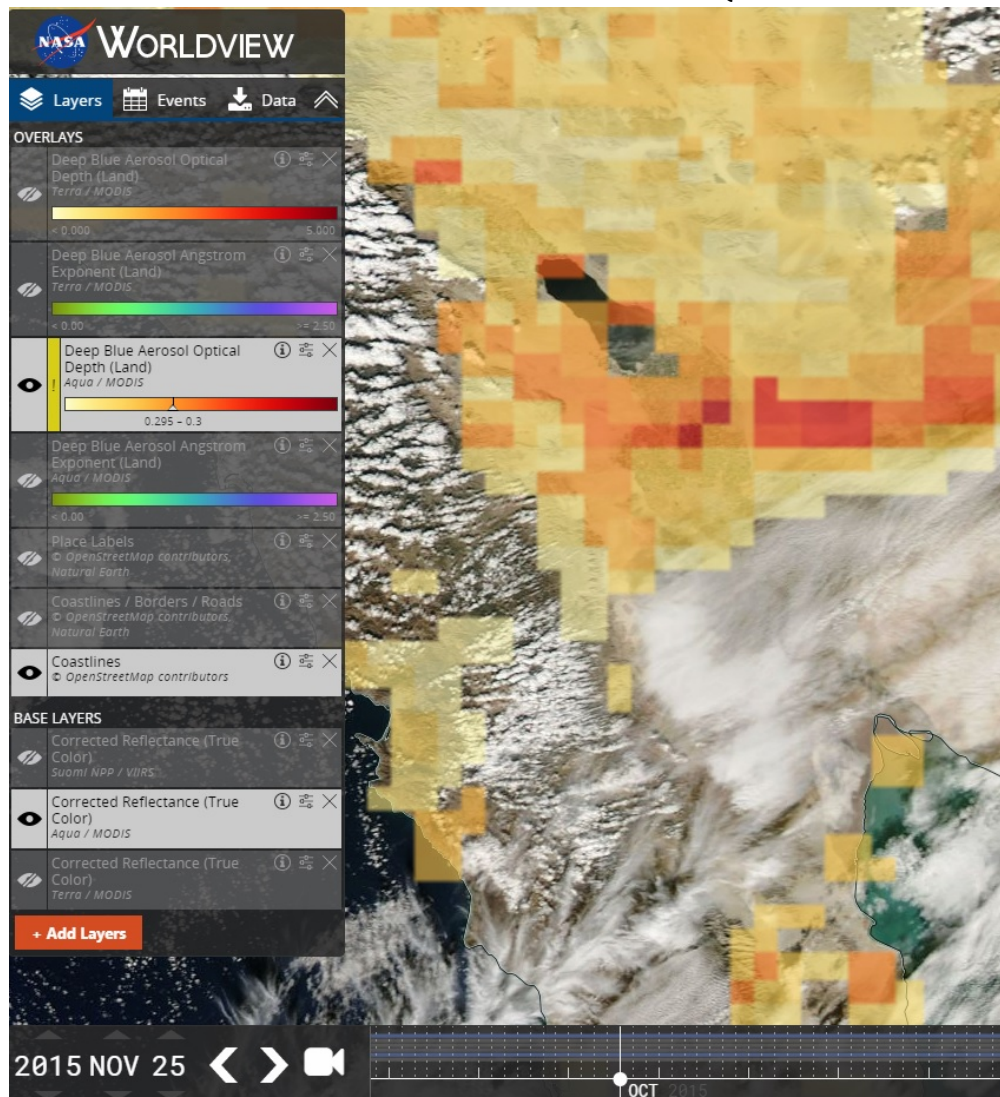 NASA WORLDVIEW
Layers Events Data
OVERLAYS
Deep Blue Aerosol Optical
Depth (Land)
Terra / MODIS
< 0.000 5.000
Deep Blue Aerosol Angstrom
Exponent (Land)
Terra / MODIS
< 0.00 >= 2.50
Deep Blue Aerosol Optical
Depth (Land)
Aqua / MODIS
0.295 – 0.3
Deep Blue Aerosol Angstrom
Exponent (Land)
Aqua / MODIS
< 0.00 >= 2.50
Place Labels
© OpenStreetMap contributors,
Natural Earth
Coastlines / Borders / Roads
© OpenStreetMap contributors,
Natural Earth
Coastlines
© OpenStreetMap contributors
BASE LAYERS
Corrected Reflectance (True
Color)
Suomi NPP / VIIRS
Corrected Reflectance (True
Color)
Aqua / MODIS
Corrected Reflectance (True
Color)
Terra / MODIS
+ Add Layers
2015 NOV 25
OCT 2015